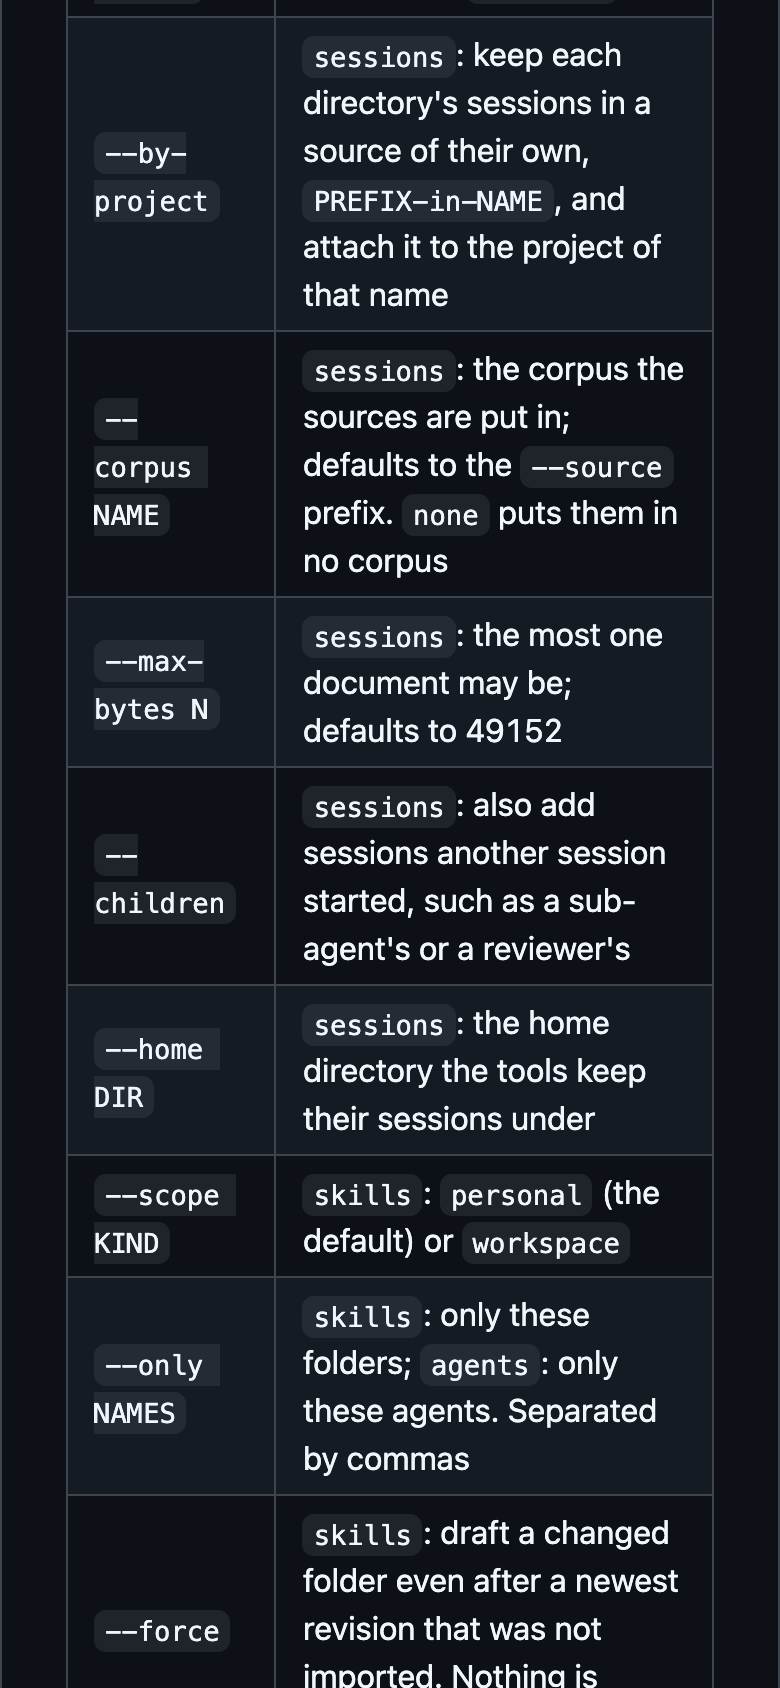 --by-
project
sessions: keep each
directory's sessions in a
source of their own,
PREFIX-in-NAME, and
attach it to the project of
that name
--
corpus
NAME
sessions: the corpus the
sources are put in;
defaults to the --source
prefix. none puts them in
no corpus
--max-
bytes N
sessions: the most one
document may be;
defaults to 49152
--
children
sessions: also add
sessions another session
started, such as a sub-
agent's or a reviewer's
--home
DIR
sessions: the home
directory the tools keep
their sessions under
--scope
KIND
skills: personal (the
default) or workspace
--only
NAMES
skills: only these
folders; agents: only
these agents. Separated
by commas
--force
skills: draft a changed
folder even after a newest
revision that was not
imported. Nothing is